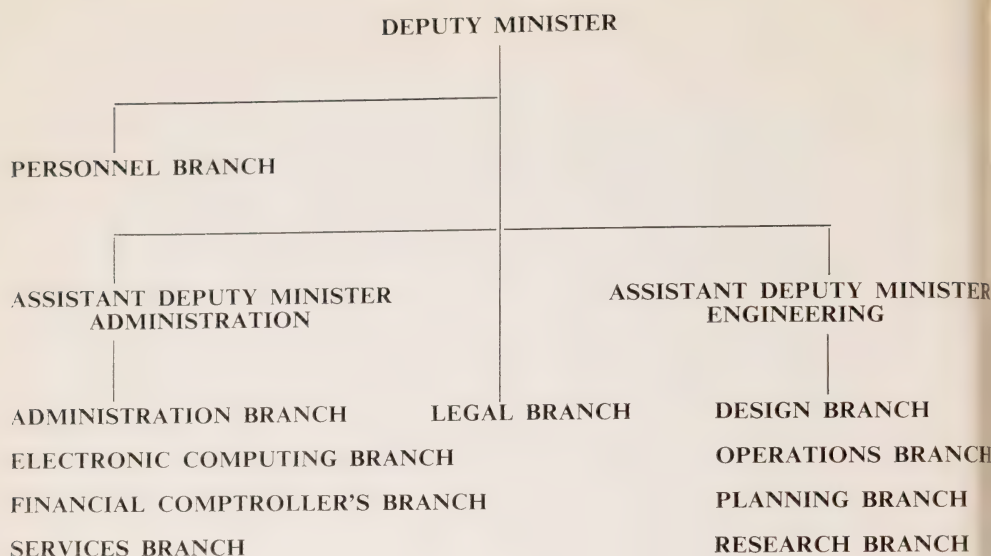 DEPUTY MINISTER
PERSONNEL BRANCH
ASSISTANT DEPUTY MINISTER
ADMINISTRATION
ASSISTANT DEPUTY MINISTER
ENGINEERING
ADMINISTRATION BRANCH
ELECTRONIC COMPUTING BRANCH
FINANCIAL COMPTROLLER'S BRANCH
SERVICES BRANCH
LEGAL BRANCH
DESIGN BRANCH
OPERATIONS BRANCH
PLANNING BRANCH
RESEARCH BRANCH